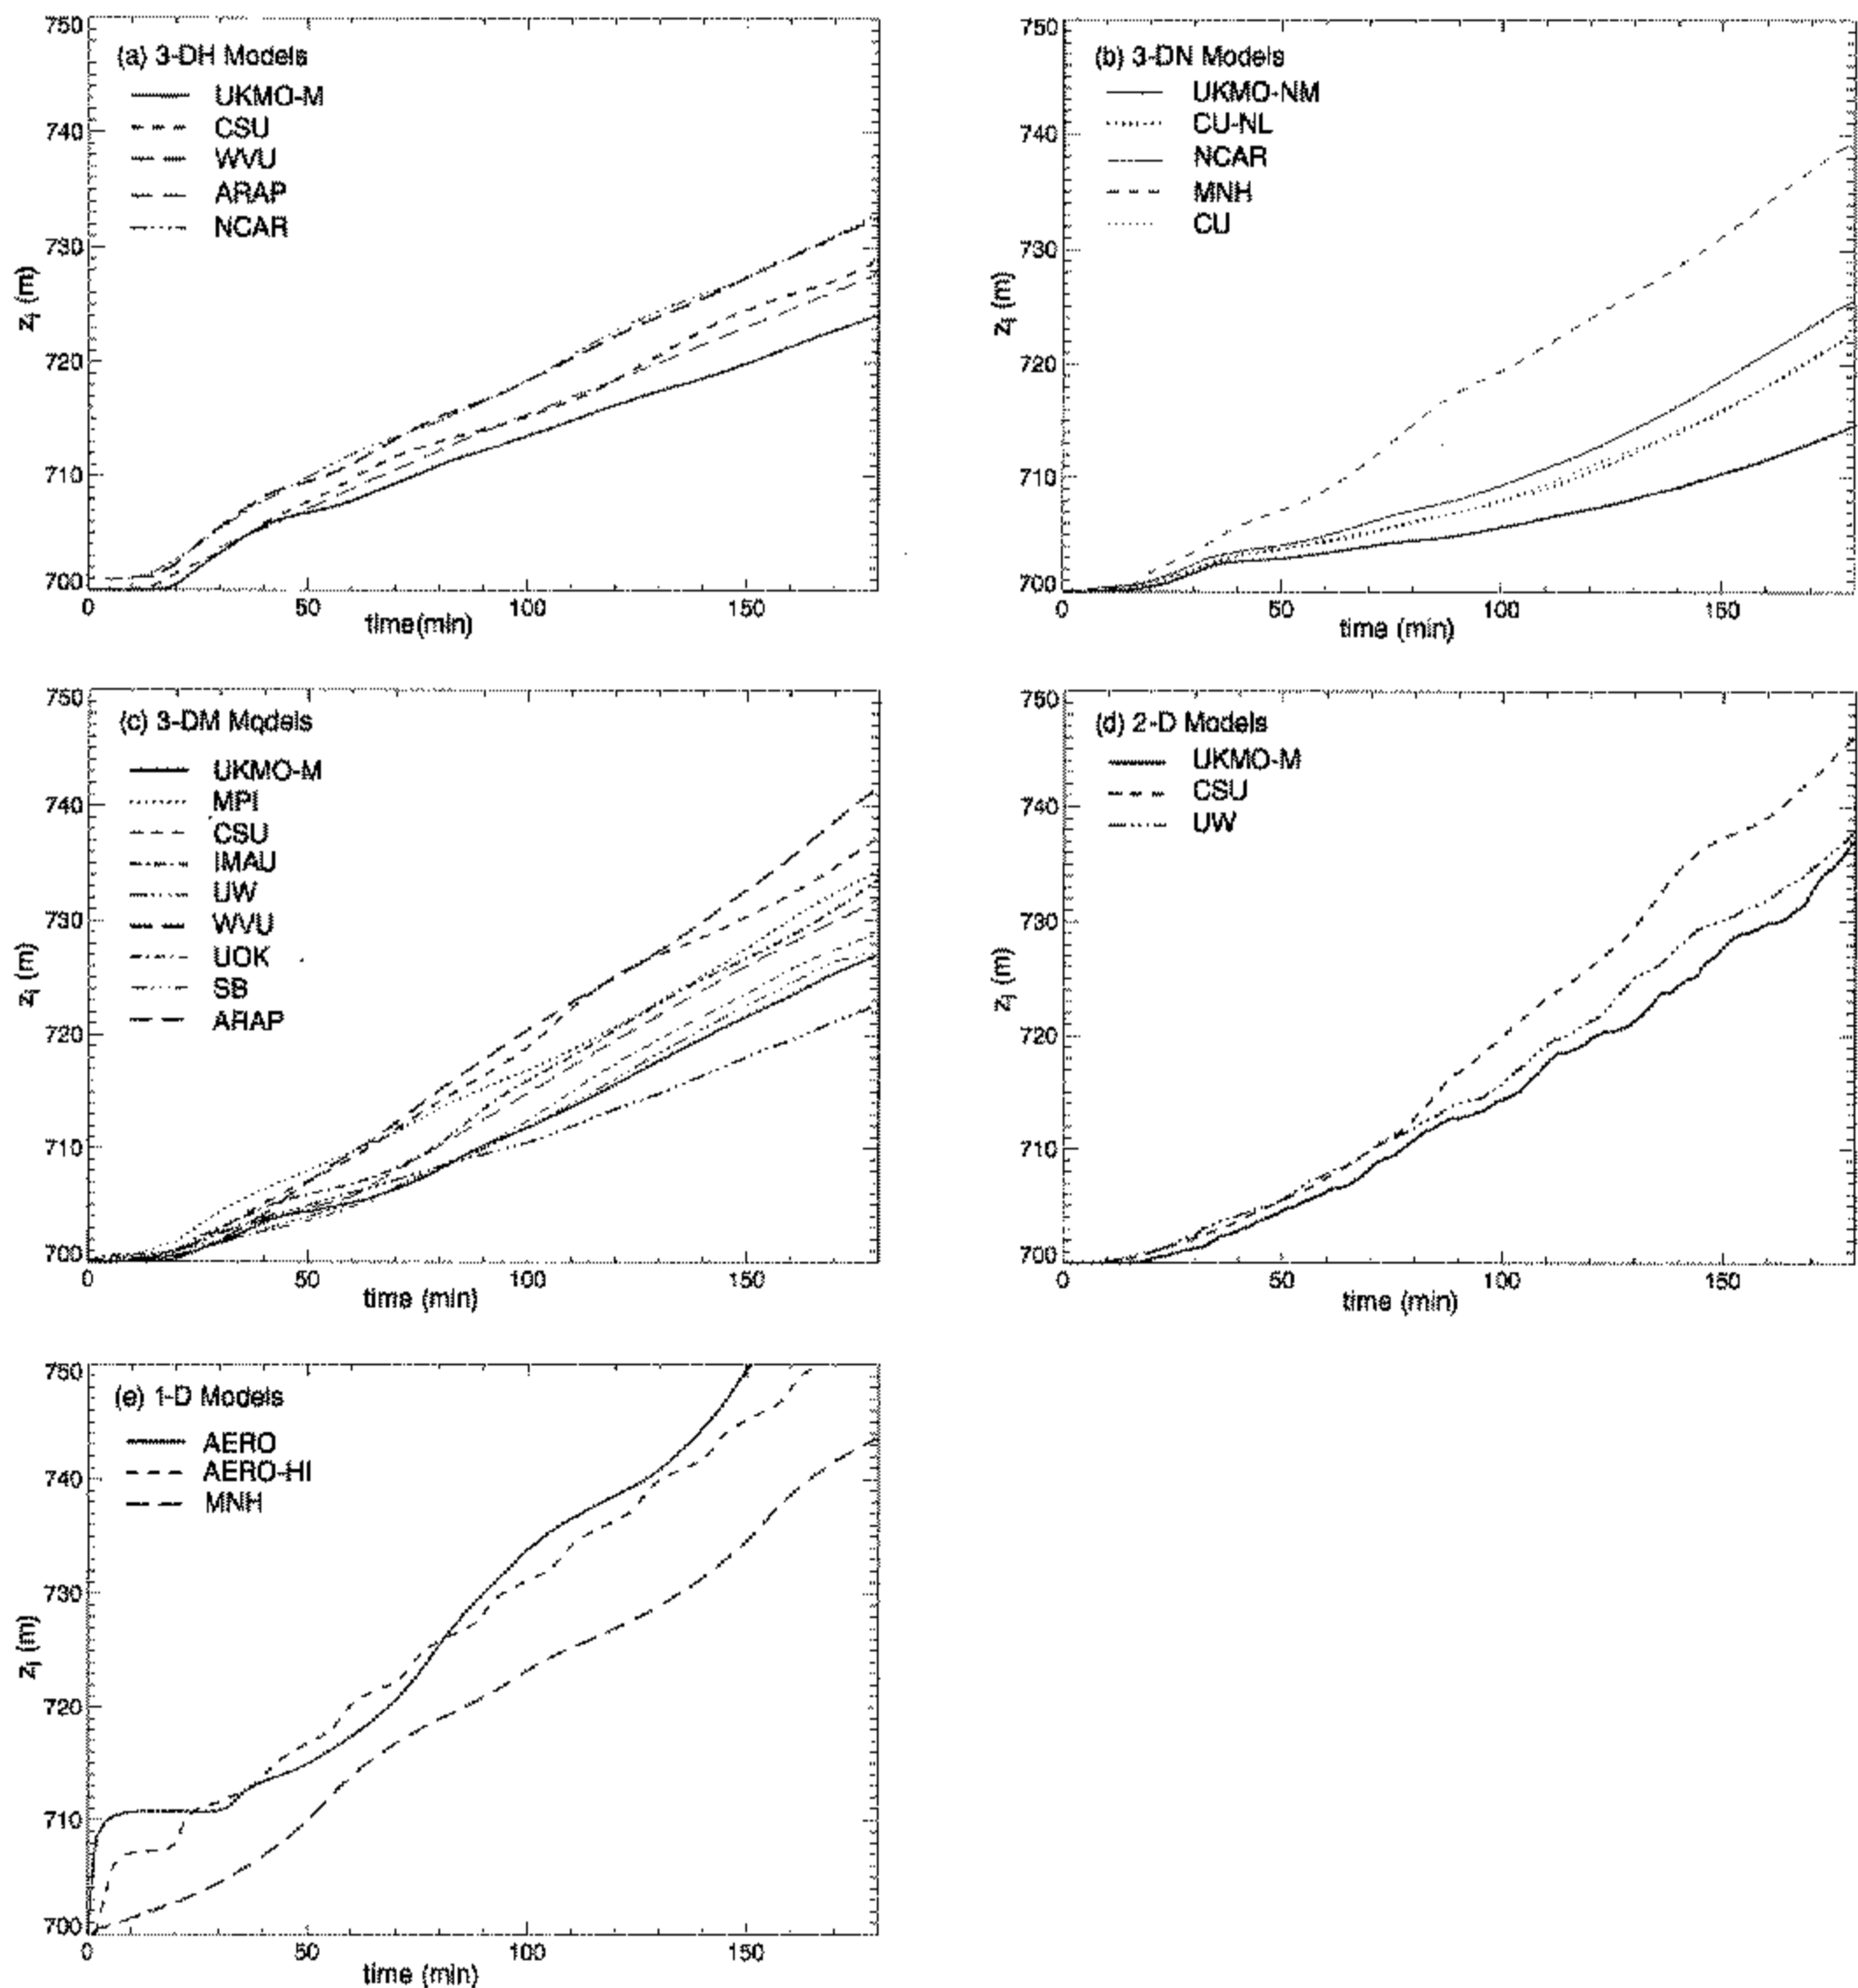 (a) 3-DH Models
UKMO-M
CSU
WVU
ARAP
NCAR
750
740
730
720
710
700
z_i (m)
0 50 100 150
time(min)
(b) 3-DN Models
UKMO-NM
CU-NL
NCAR
MNH
CU
750
740
730
720
710
700
z_i (m)
0 50 100 150
time (min)
(c) 3-DM Models
UKMO-M
MPI
CSU
IMAU
UW
WVU
UOK
SB
ARAP
750
740
730
720
710
700
z_i (m)
0 50 100 150
time (min)
(d) 2-D Models
UKMO-M
CSU
UW
750
740
730
720
710
700
z_i (m)
0 50 100 150
time (min)
(e) 1-D Models
AERO
AERO-HI
MNH
750
740
730
720
710
700
z_i (m)
0 50 100 150
time (min)